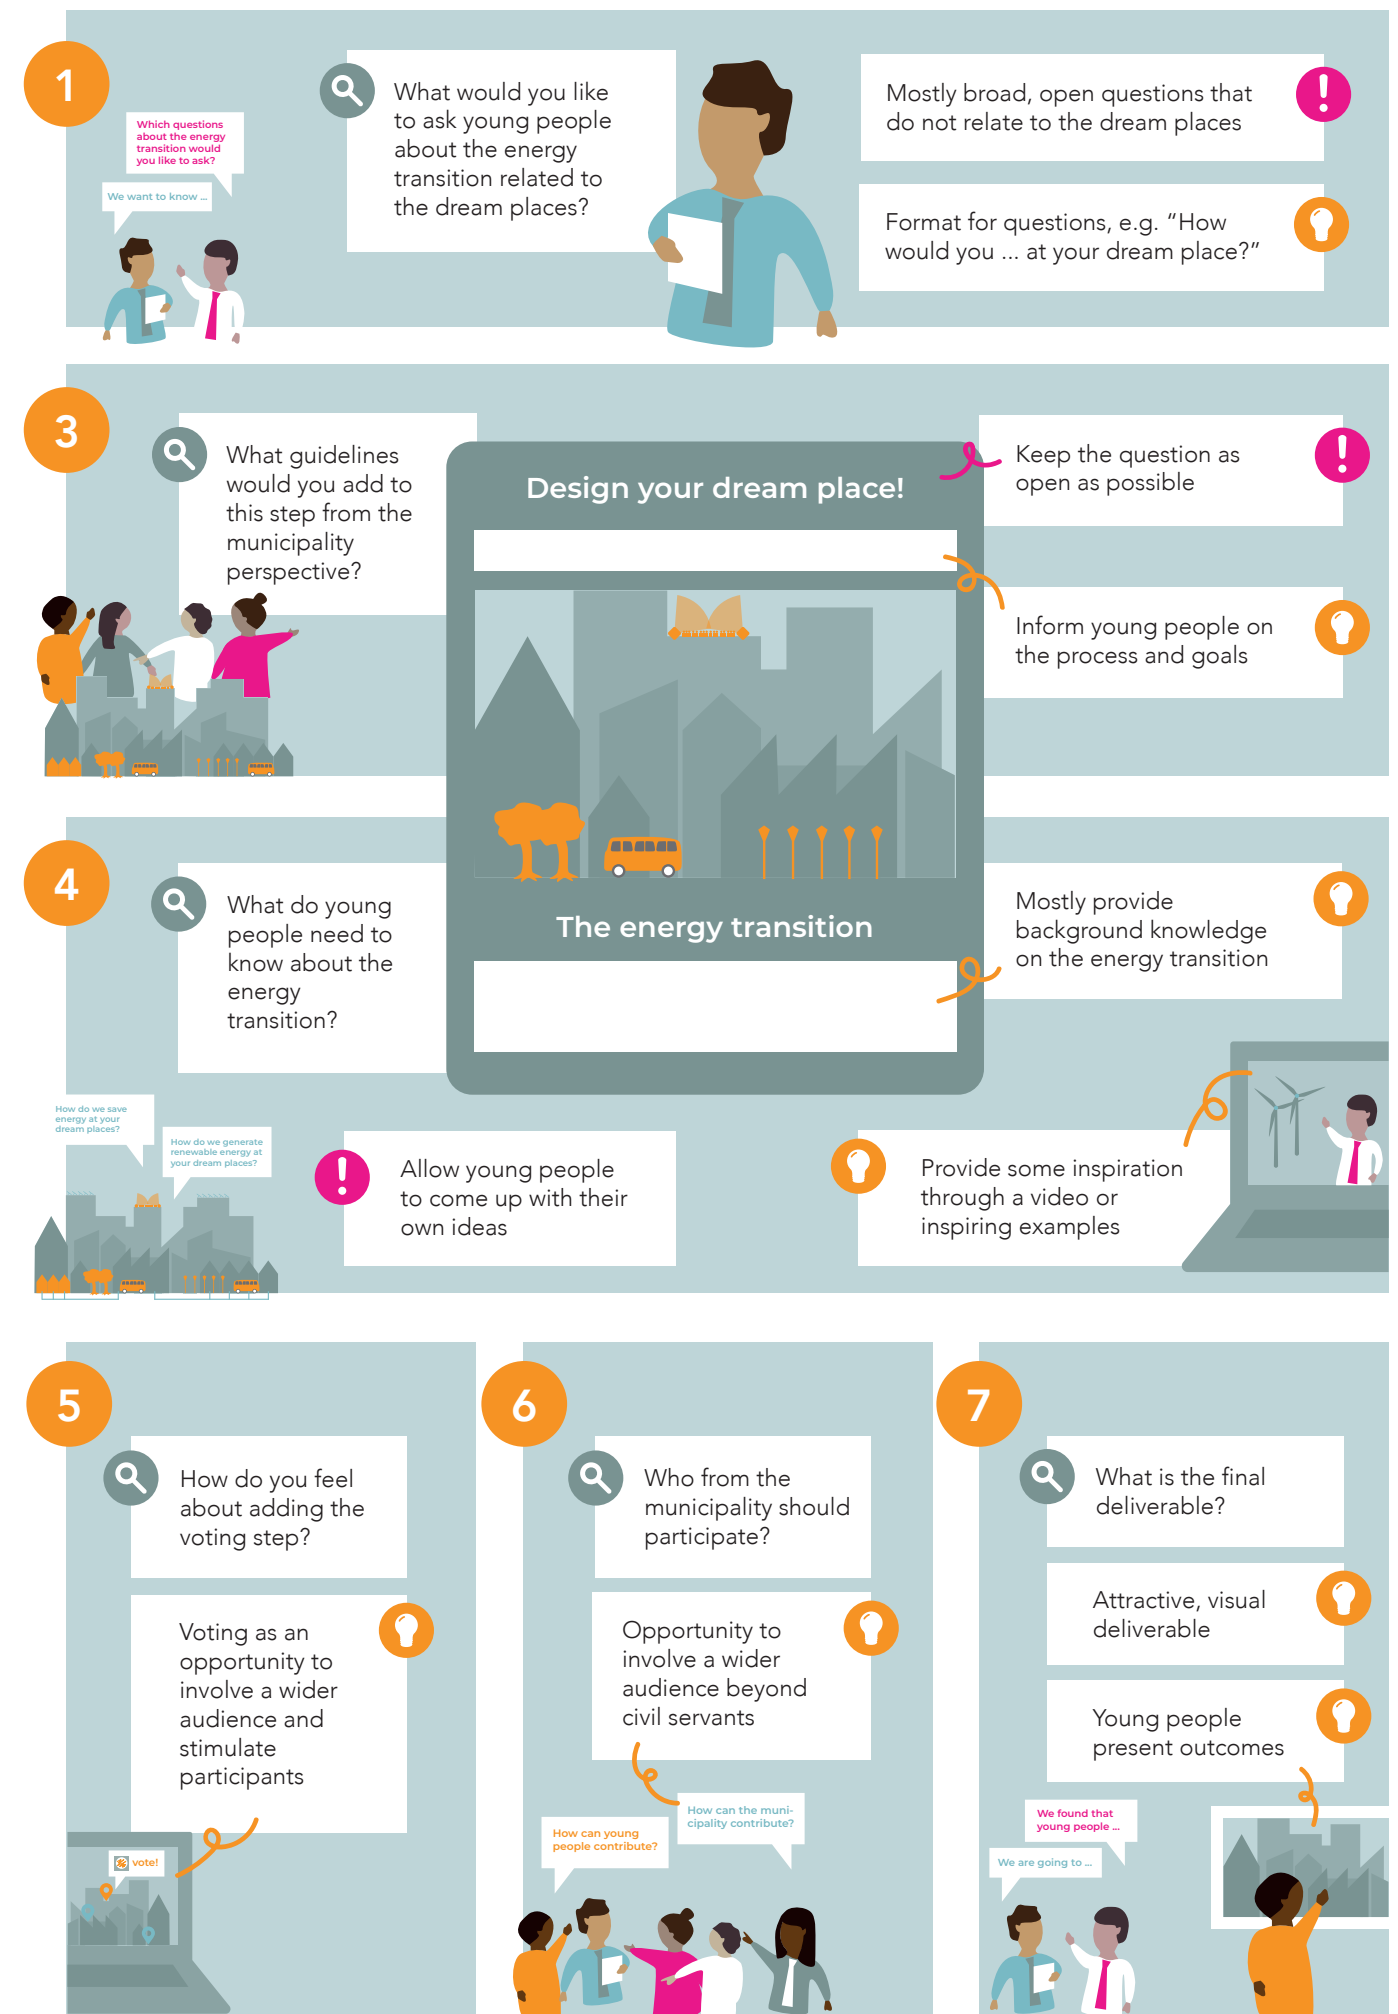 1
Which questions
about the energy
transition would
you like to ask?
We want to know ...
What would you like
to ask young people
about the energy
transition related to
the dream places?
Mostly broad, open questions that
do not relate to the dream places
!
Format for questions, e.g. “How
would you ... at your dream place?”
3
What guidelines
would you add to
this step from the
municipality
perspective?
Design your dream place!
Keep the question as
open as possible
!
Inform young people on
the process and goals
4
What do young
people need to
know about the
energy
transition?
The energy transition
Mostly provide
background knowledge
on the energy transition
How do we save
energy at your
dream places?
How do we generate
renewable energy at
your dream places?
!
Allow young people
to come up with their
own ideas
Provide some inspiration
through a video or
inspiring examples
5
How do you feel
about adding the
voting step?
Voting as an
opportunity to
involve a wider
audience and
stimulate
participants
vote!
6
Who from the
municipality should
participate?
Opportunity to
involve a wider
audience beyond
civil servants
How can the muni-
cipality contribute?
How can young
people contribute?
7
What is the final
deliverable?
Attractive, visual
deliverable
Young people
present outcomes
We found that
young people ...
We are going to ...